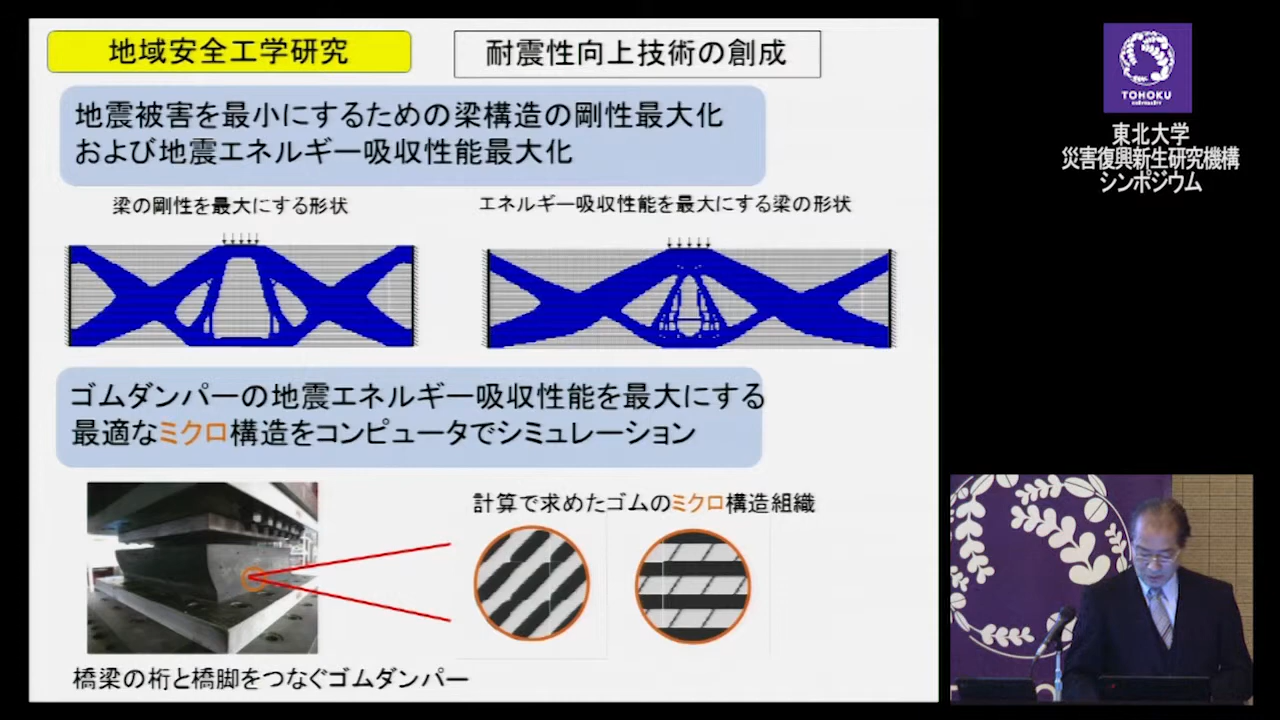 地域安全工学研究
耐震性向上技術の創成
地震被害を最小にするための梁構造の剛性最大化
および地震エネルギー吸収性能最大化
梁の剛性を最大にする形状
エネルギー吸収性能を最大にする梁の形状
ゴムダンパーの地震エネルギー吸収性能を最大にする
最適なミクロ構造をコンピュータでシミュレーション
計算で求めたゴムのミクロ構造組織
橋梁の桁と橋脚をつなぐゴムダンパー
TOHOKU
UNIVERSITY
東北大学
災害復興新生研究機構
シンポジウム